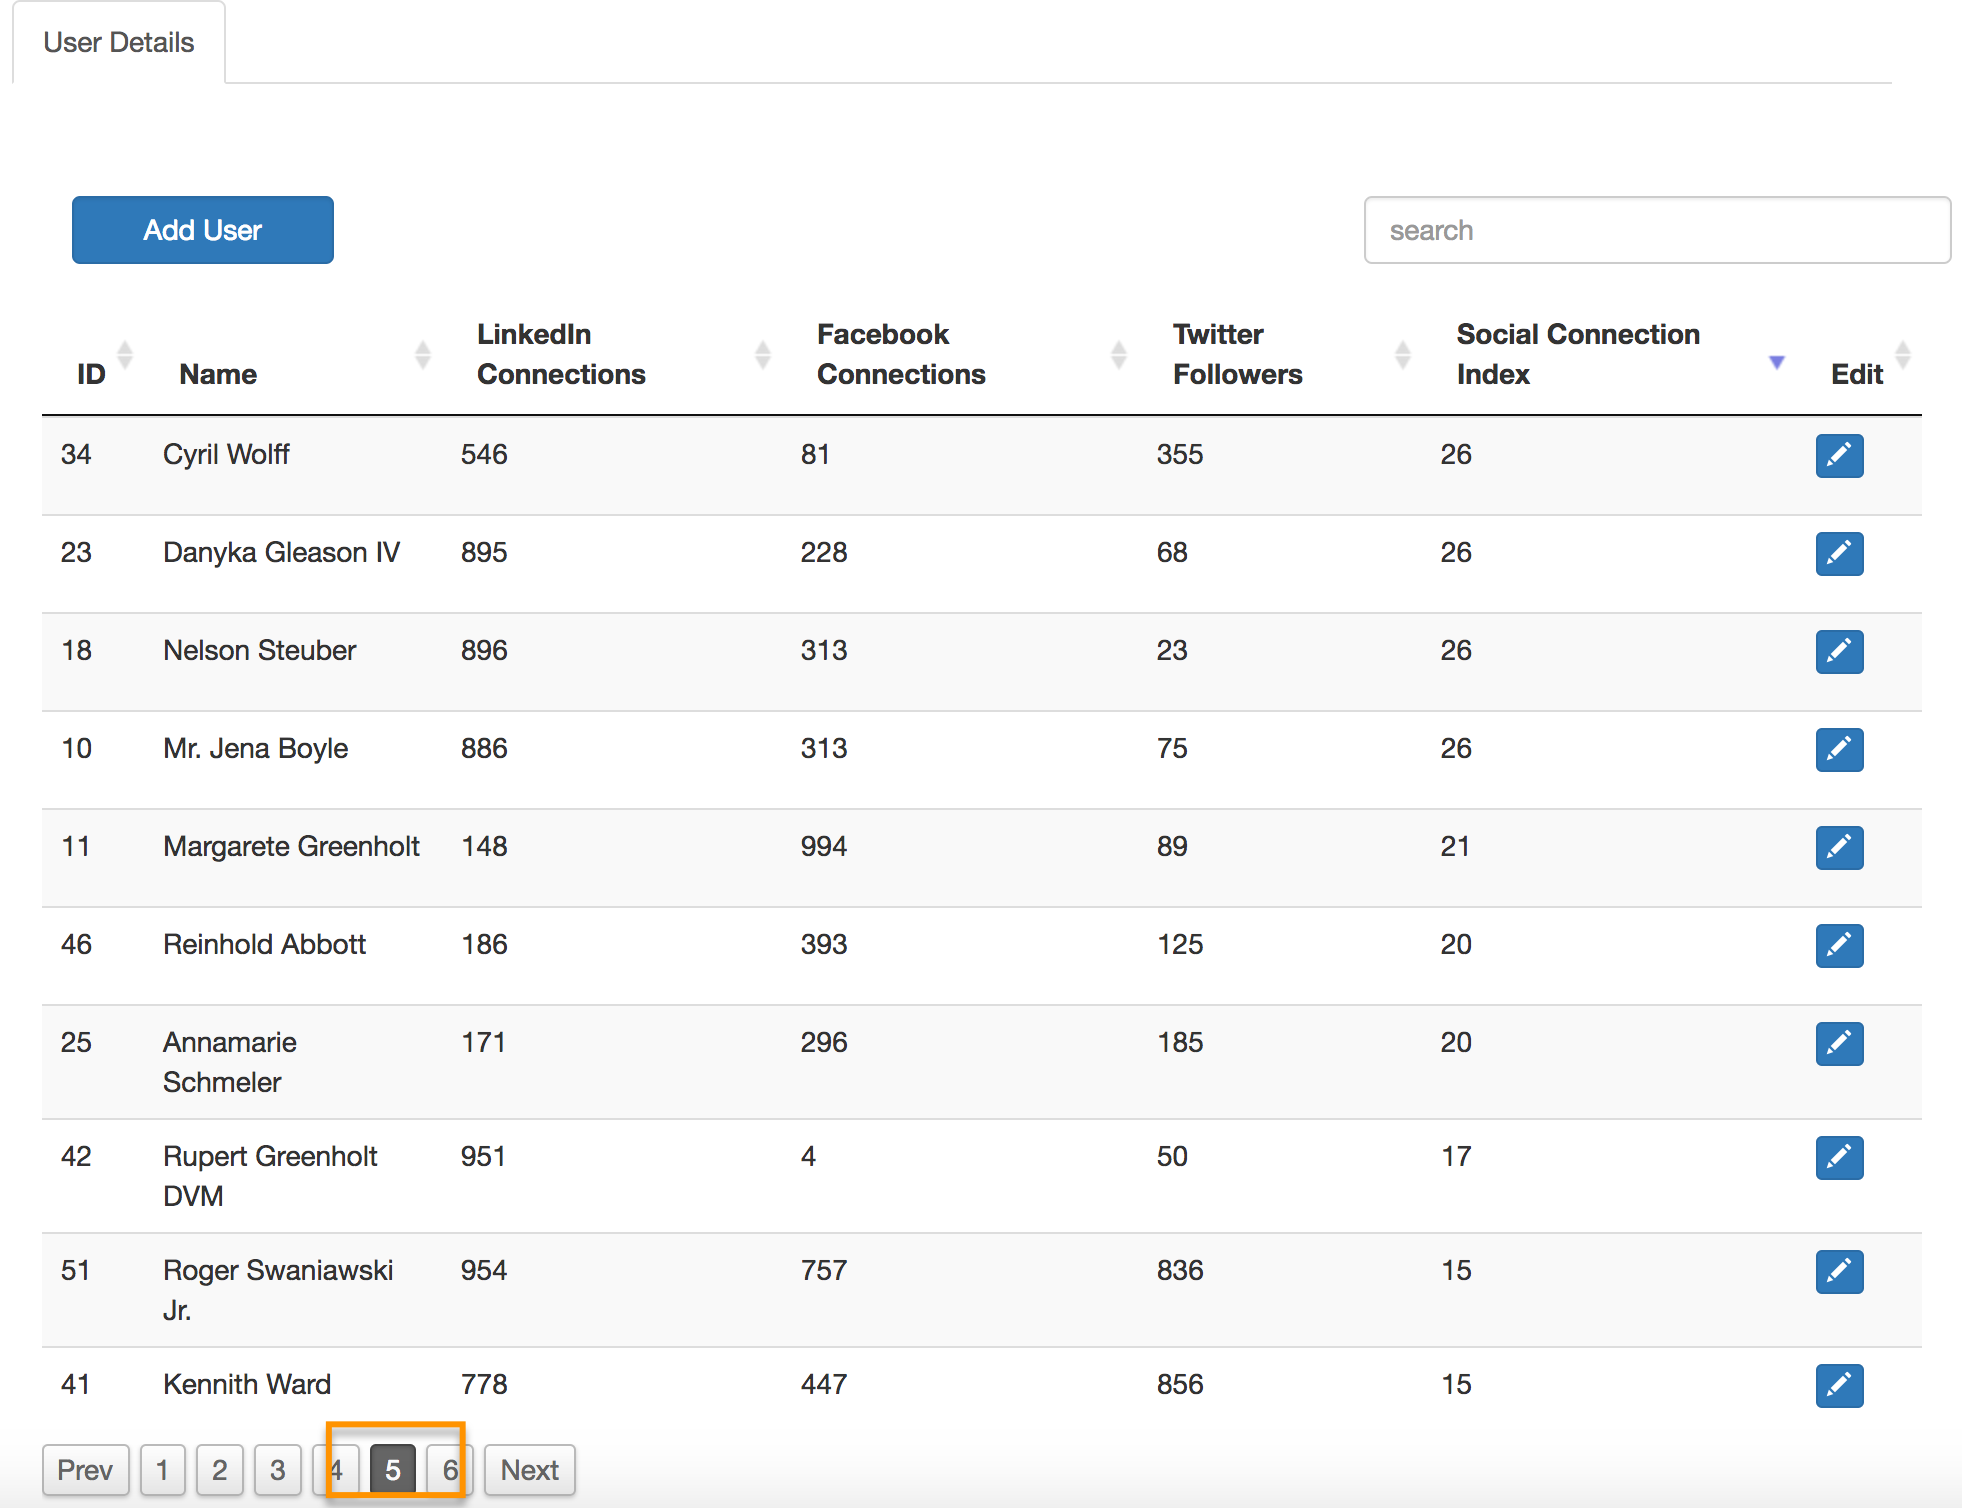 User Details
Add User
search
ID Name LinkedIn Connections Facebook Connections Twitter Followers Social Connection Index Edit
34 Cyril Wolff 546 81 355 26
23 Danyka Gleason IV 895 228 68 26
18 Nelson Steuber 896 313 23 26
10 Mr. Jena Boyle 886 313 75 26
11 Margarete Greenholt 148 994 89 21
46 Reinhold Abbott 186 393 125 20
25 Annamarie Schmeler 171 296 185 20
42 Rupert Greenholt DVM 951 4 50 17
51 Roger Swaniawski Jr. 954 757 836 15
41 Kennith Ward 778 447 856 15
Prev 1 2 3 4 5 6 Next